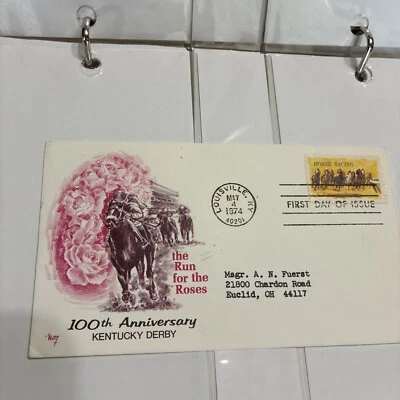 LOUISVILLE, KY
MAY
4
1974
40201
HORSE RACING
FIRST DAY OF ISSUE
the
Run
for the
Roses
Msgr. A. N. Fuerst
21800 Chardon Road
Euclid, OH 44117
100th Anniversary
KENTUCKY DERBY